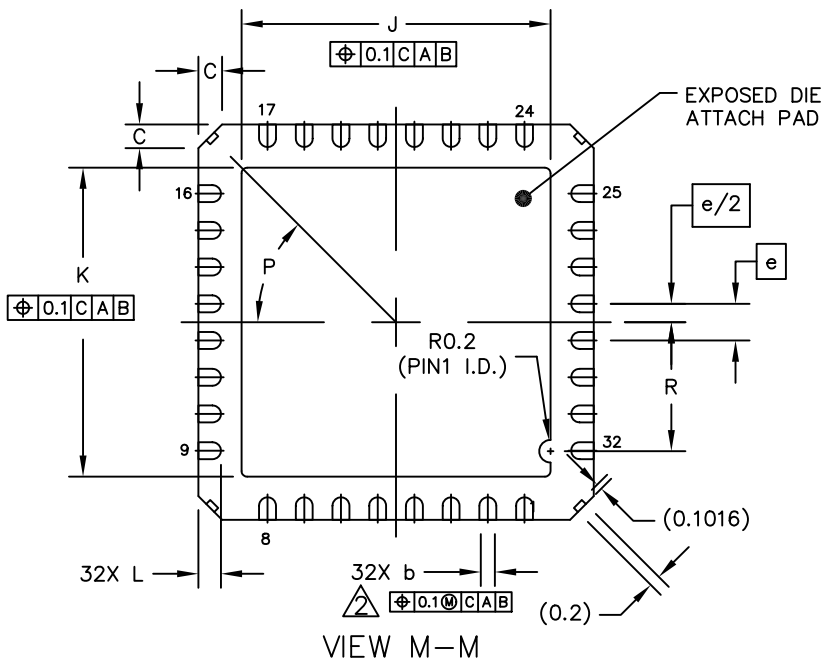 J
⌖ 0.1 C A B
C
17
24
EXPOSED DIE
ATTACH PAD
C
16
25
e/2
P
K
e
⌖ 0.1 C A B
R0.2
(PIN1 I.D.)
R
9
32
1
(0.1016)
8
32X L
32X b
2
⌖ 0.1 Ⓜ C A B
(0.2)
VIEW M-M